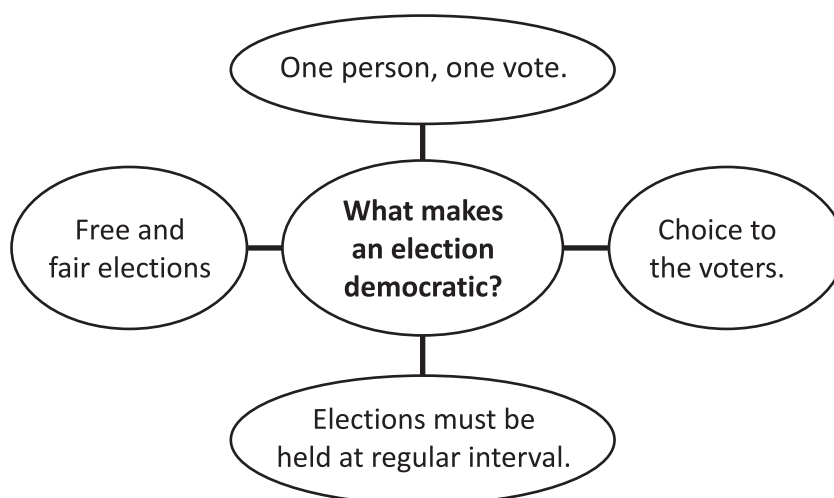 One person, one vote.
Free and
fair elections
What makes
an election
democratic?
Choice to
the voters.
Elections must be
held at regular interval.